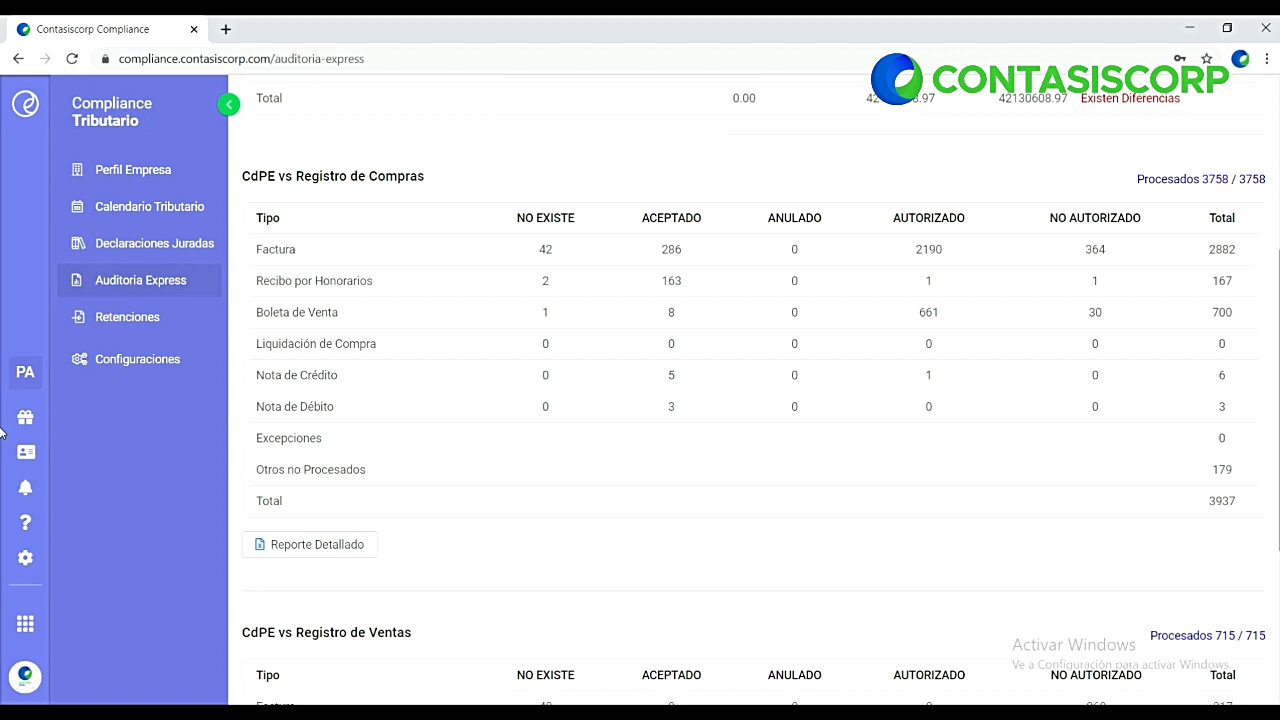 Contasiscorp Compliance
compliance.contasiscorp.com/auditoria-express
CONTASISCORP
Compliance
Tributario
Perfil Empresa
Calendario Tributario
Declaraciones Juradas
Auditoria Express
Retenciones
Configuraciones
PA
Total 0.00 42130608.97 Existen Diferencias
CdPE vs Registro de Compras
Procesados 3758 / 3758
Tipo NO EXISTE ACEPTADO ANULADO AUTORIZADO NO AUTORIZADO Total
Factura 42 286 0 2190 364 2882
Recibo por Honorarios 2 163 0 1 1 167
Boleta de Venta 1 8 0 661 30 700
Liquidación de Compra 0 0 0 0 0 0
Nota de Crédito 0 5 0 1 0 6
Nota de Débito 0 3 0 0 0 3
Excepciones 0
Otros no Procesados 179
Total 3937
Reporte Detallado
CdPE vs Registro de Ventas
Procesados 715 / 715
Activar Windows
Ve a Configuración para activar Windows.
Tipo NO EXISTE ACEPTADO ANULADO AUTORIZADO NO AUTORIZADO Total